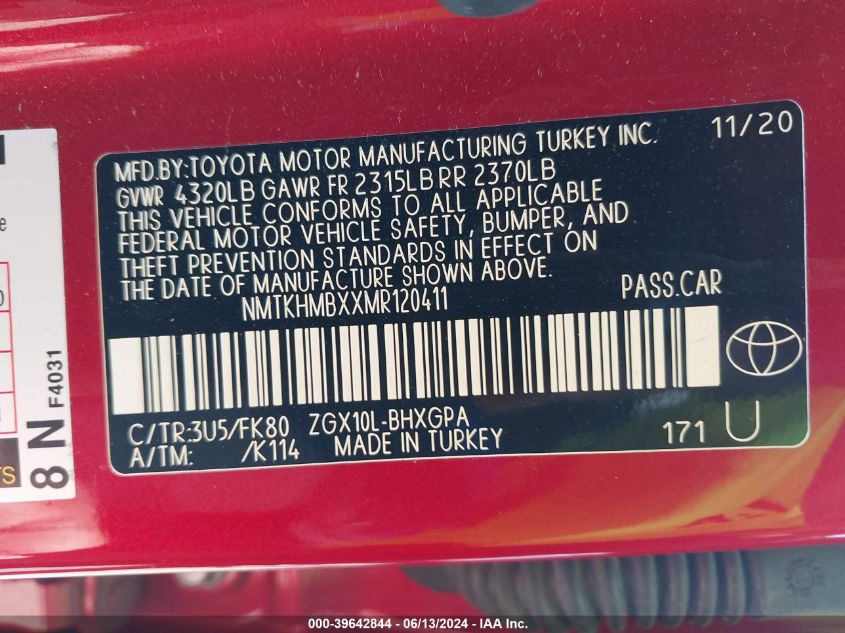 MFD.BY:TOYOTA MOTOR MANUFACTURING TURKEY INC. 11/20
GVWR 4320LB GAWR FR 2315LB RR 2370LB
THIS VEHICLE CONFORMS TO ALL APPLICABLE
FEDERAL MOTOR VEHICLE SAFETY, BUMPER, AND
THEFT PREVENTION STANDARDS IN EFFECT ON
THE DATE OF MANUFACTURE SHOWN ABOVE.
NMTKHMBXXMR120411 PASS.CAR
C/TR:3U5/FK80 ZGX10L-BHXGPA
A/TM: /K114 MADE IN TURKEY 171 U
8 N F4031
000-39642844 / 06/13/2024 - IAA Inc.